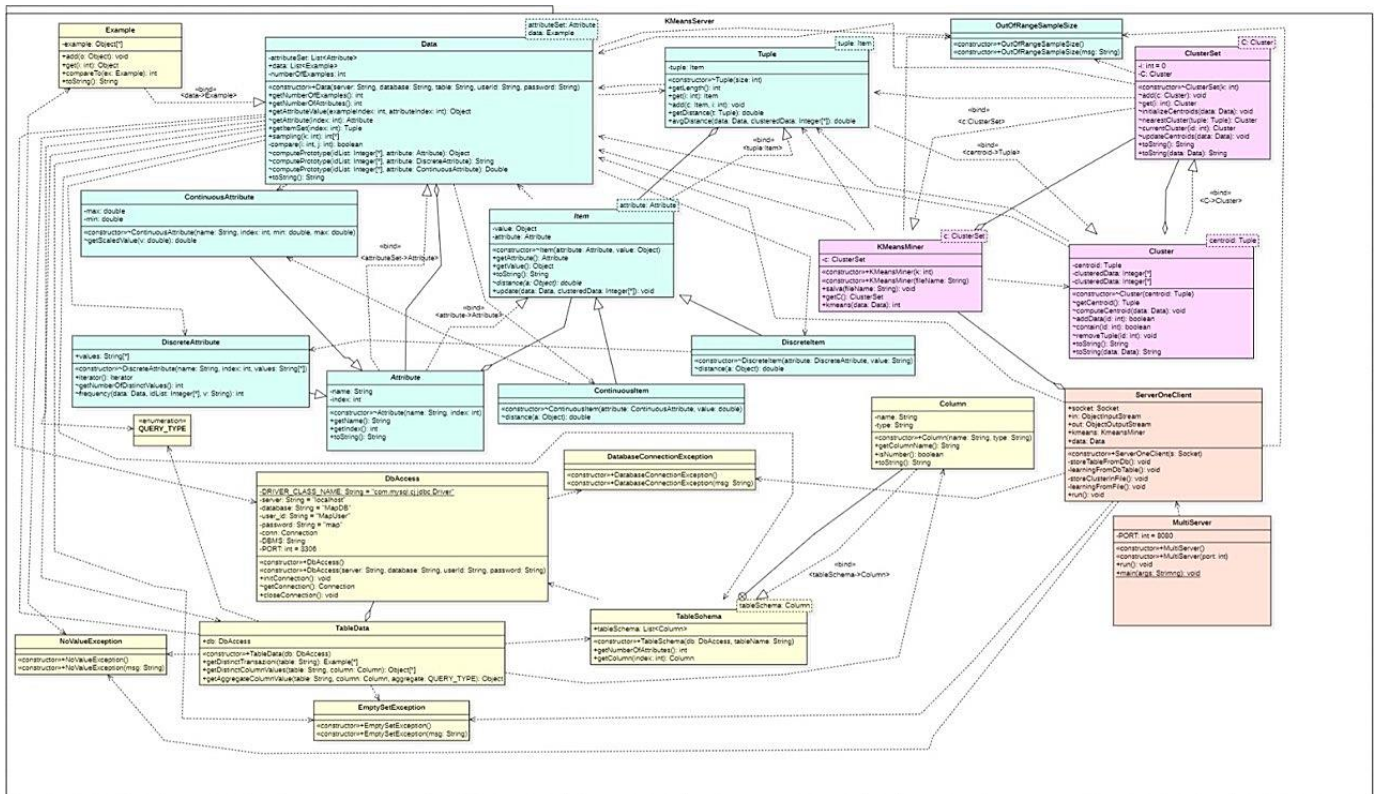 KMeansServer
Example
-example: Object[*]
+add(o: Object): void
+get(i: int): Object
+compareTo(ex: Example): int
+toString(): String
«bind»
<data->Example>
attributeSet: Attribute
data: Example
Data
-attributeSet: List<Attribute>
+data: List<Example>
-numberOfExamples: int
«constructor»+Data(server: String, database: String, table: String, userId: String, password: String)
+getNumberOfExamples(): int
+getNumberOfAttributes(): int
+getAttributeValue(exampleIndex: int, attributeIndex: int): Object
~getAttribute(index: int): Attribute
+getItemSet(index: int): Tuple
+sampling(k: int): int[*]
-compare(i: int, j: int): boolean
~computePrototype(idList: Integer[*], attribute: Attribute): Object
~computePrototype(idList: Integer[*], attribute: DiscreteAttribute): String
~computePrototype(idList: Integer[*], attribute: ContinuousAttribute): Double
+toString(): String
tuple: Item
Tuple
-tuple: Item
«constructor»~Tuple(size: int)
+getLength(): int
+get(i: int): Item
~add(c: Item, i: int): void
+getDistance(t: Tuple): double
+avgDistance(data: Data, clusteredData: Integer[*]): double
«bind»
<tuple Item>
OutOfRangeSampleSize
«constructor»+OutOfRangeSampleSize()
«constructor»+OutOfRangeSampleSize(msg: String)
C: Cluster
ClusterSet
-i: int = 0
-C: Cluster
«constructor»~ClusterSet(k: int)
~add(c: Cluster): void
~get(i: int): Cluster
~initializeCentroids(data: Data): void
~nearestCluster(tuple: Tuple): Cluster
~currentCluster(id: int): Cluster
~updateCentroids(data: Data): void
+toString(): String
+toString(data: Data): String
«bind»
<c:ClusterSet>
«bind»
<centroid->Tuple>
«bind»
<C->Cluster>
ContinuousAttribute
-max: double
-min: double
«constructor»~ContinuousAttribute(name: String, index: int, min: double, max: double)
~getScaledValue(v: double): double
«bind»
<attributeSet->Attribute>
attribute: Attribute
Item
-value: Object
-attribute: Attribute
«constructor»~Item(attribute: Attribute, value: Object)
+getAttribute(): Attribute
+getValue(): Object
+toString(): String
~distance(a: Object): double
+update(data: Data, clusteredData: Integer[*]): void
«bind»
<attribute->Attribute>
c: ClusterSet
KMeansMiner
-c: ClusterSet
«constructor»+KMeansMiner(k: int)
«constructor»+KMeansMiner(fileName: String)
+salva(fileName: String): void
+getC(): ClusterSet
+kmeans(data: Data): int
centroid: Tuple
Cluster
-centroid: Tuple
-clusteredData: Integer[*]
«constructor»~Cluster(centroid: Tuple)
~getCentroid(): Tuple
~computeCentroid(data: Data): void
~addData(id: int): boolean
~contain(id: int): boolean
~removeTuple(id: int): void
+toString(): String
+toString(data: Data): String
DiscreteAttribute
+values: String[*]
«constructor»~DiscreteAttribute(name: String, index: int, values: String[*])
+iterator(): Iterator
~getNumberOfDistinctValues(): int
~frequency(data: Data, idList: Integer[*], v: String): int
DiscreteItem
«constructor»~DiscreteItem(attribute: DiscreteAttribute, value: String)
~distance(a: Object): double
Attribute
-name: String
-index: int
«constructor»~Attribute(name: String, index: int)
+getName(): String
+getIndex(): int
+toString(): String
ContinuousItem
«constructor»~ContinuousItem(attribute: ContinuousAttribute, value: double)
~distance(a: Object): double
«enumeration»
QUERY_TYPE
Column
-name: String
-type: String
«constructor»+Column(name: String, type: String)
+getColumnName(): String
+isNumber(): boolean
+toString(): String
ServerOneClient
+socket: Socket
+in: ObjectInputStream
+out: ObjectOutputStream
+kmeans: KmeansMiner
+data: Data
«constructor»+ServerOneClient(s: Socket)
-storeTableFromDb(): void
-learningFromDbTable(): void
-storeClusterInFile(): void
-learningFromFile(): void
+run(): void
DatabaseConnectionException
«constructor»+DatabaseConnectionException()
«constructor»+DatabaseConnectionException(msg: String)
DbAccess
-DRIVER_CLASS_NAME: String = "com.mysql.cj.jdbc.Driver"
-server: String = "localhost"
-database: String = "MapDB"
-user_id: String = "MapUser"
-password: String = "map"
-conn: Connection
-DBMS: String
-PORT: int = 3306
«constructor»+DbAccess()
«constructor»+DbAccess(server: String, database: String, userId: String, password: String)
+initConnection(): void
~getConnection(): Connection
+closeConnection(): void
MultiServer
-PORT: int = 8080
«constructor»+MultiServer()
«constructor»+MultiServer(port: int)
+run(): void
+main(args: Strimng): void
«bind»
<tableSchema->Column>
tableSchema: Column
TableSchema
+tableSchema: List<Column>
«constructor»+TableSchema(db: DbAccess, tableName: String)
+getNumberOfAttributes(): int
+getColumn(index: int): Column
TableData
+db: DbAccess
«constructor»+TableData(db: DbAccess)
+getDistinctTransazioni(table: String): Example[*]
+getDistinctColumnValues(table: String, column: Column): Object[*]
+getAggregateColumnValue(table: String, column: Column, aggregate: QUERY_TYPE): Object
NoValueException
«constructor»+NoValueException()
«constructor»+NoValueException(msg: String)
EmptySetException
«constructor»+EmptySetException()
«constructor»+EmptySetException(msg: String)